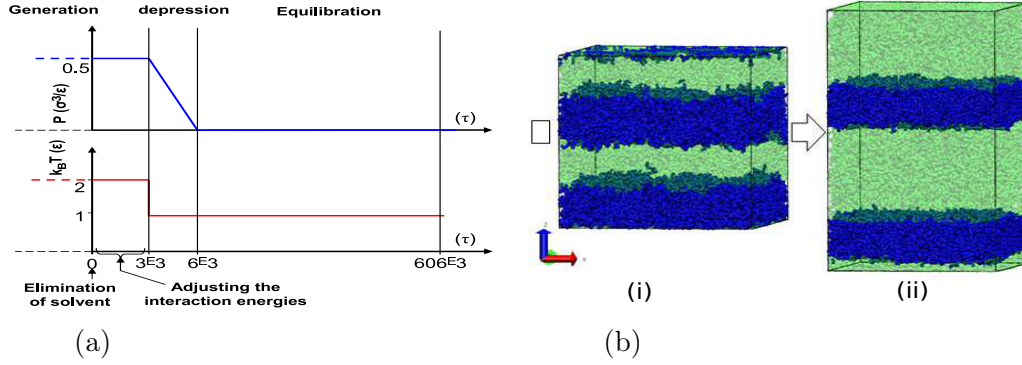 Generation depression Equilibration
P (σ³/ε)
0.5
(τ)
k_BT (ε)
2
1
(τ)
0 3E3 6E3 606E3
Elimination
of solvent
Adjusting the
interaction energies
(a)
z
x
(i)
(ii)
(b)